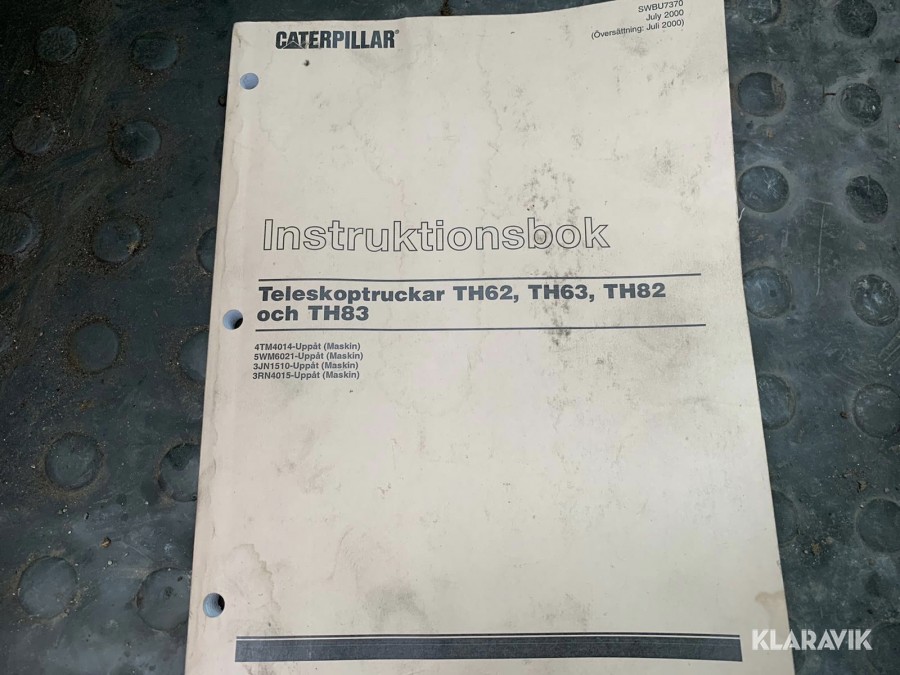 CATERPILLAR®
SWBU7370
July 2000
(Översättning: Juli 2000)
Instruktionsbok
Teleskoptruckar TH62, TH63, TH82
och TH83
4TM4014-Uppåt (Maskin)
5WM6021-Uppåt (Maskin)
3JN1510-Uppåt (Maskin)
3RN4015-Uppåt (Maskin)
KLARAVIK